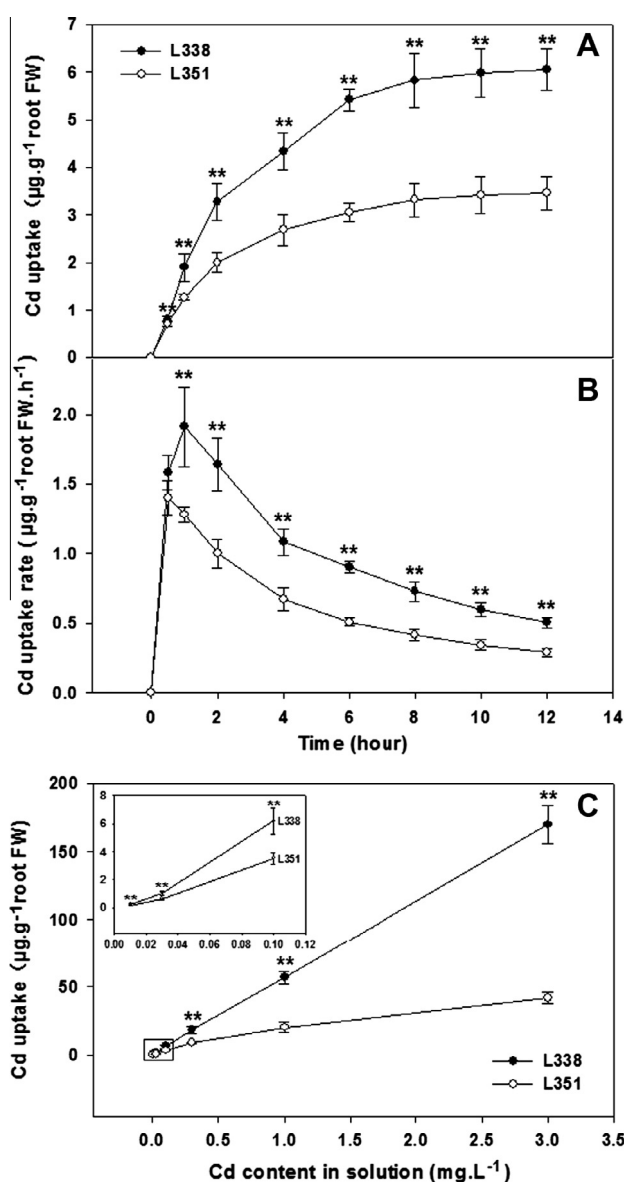 7
6
5
4
3
2
1
0
Cd uptake (µg.g-1root FW)
L338
L351
A
**
**
**
**
**
**
**
**
**
2.0
1.5
1.0
0.5
0.0
Cd uptake rate ( µg.g-1root FW.h-1)
B
**
**
**
**
**
**
**
**
0 2 4 6 8 10 12 14
Time (hour)
200
150
100
50
0
Cd uptake (µg.g-1root FW)
C
8
6
4
2
0
**
**
**
L338
L351
0.00 0.02 0.04 0.06 0.08 0.10 0.12
**
**
**
L338
L351
0.0 0.5 1.0 1.5 2.0 2.5 3.0 3.5
Cd content in solution (mg.L-1)